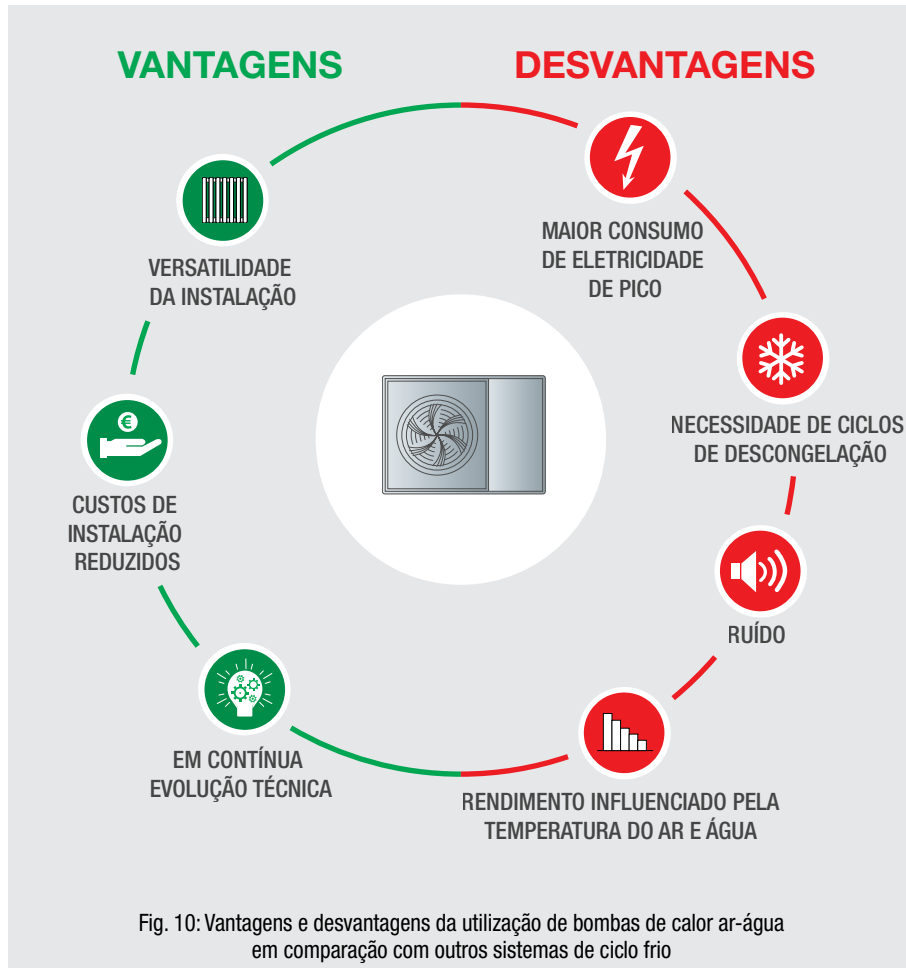 VANTAGENS
DESVANTAGENS
VERSATILIDADE
DA INSTALAÇÃO
CUSTOS DE
INSTALAÇÃO
REDUZIDOS
€
EM CONTÍNUA
EVOLUÇÃO TÉCNICA
MAIOR CONSUMO
DE ELETRICIDADE
DE PICO
NECESSIDADE DE CICLOS
DE DESCONGELAÇÃO
RUÍDO
RENDIMENTO INFLUENCIADO PELA
TEMPERATURA DO AR E ÁGUA
Fig. 10: Vantagens e desvantagens da utilização de bombas de calor ar-água
em comparação com outros sistemas de ciclo frio